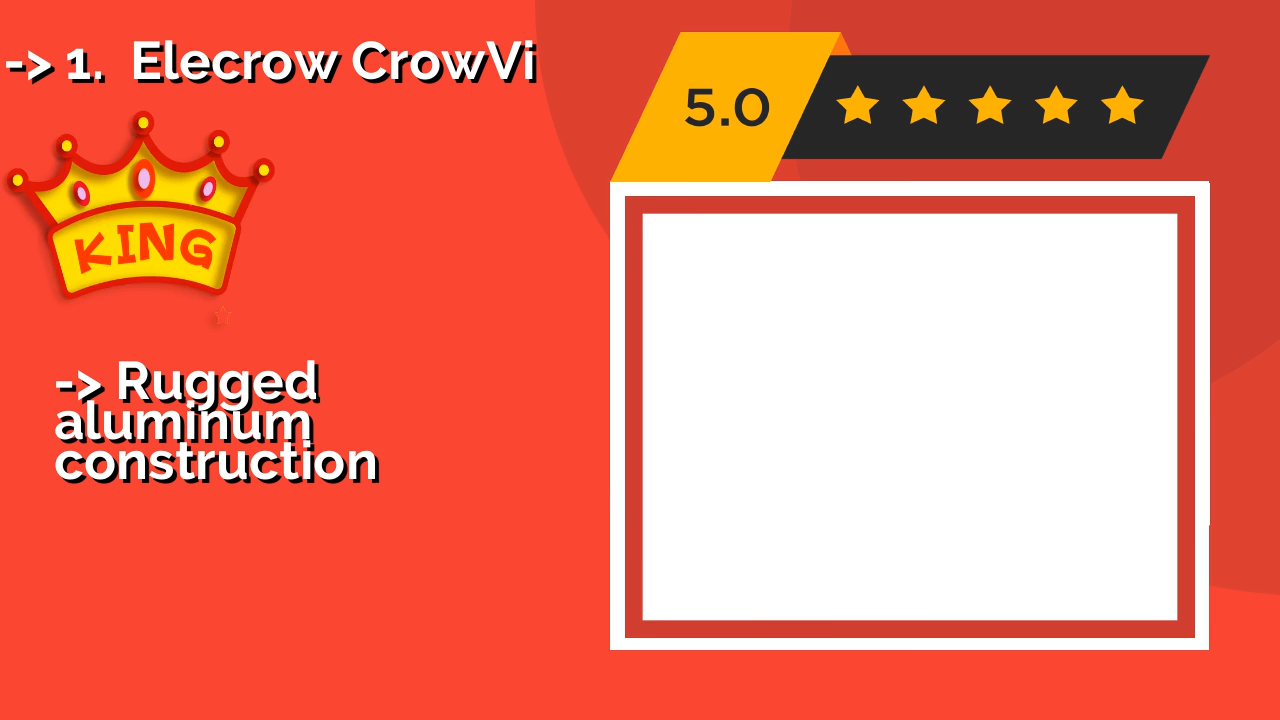 -> 1. Elecrow CrowVi
5.0
KING
-> Rugged
aluminum
construction